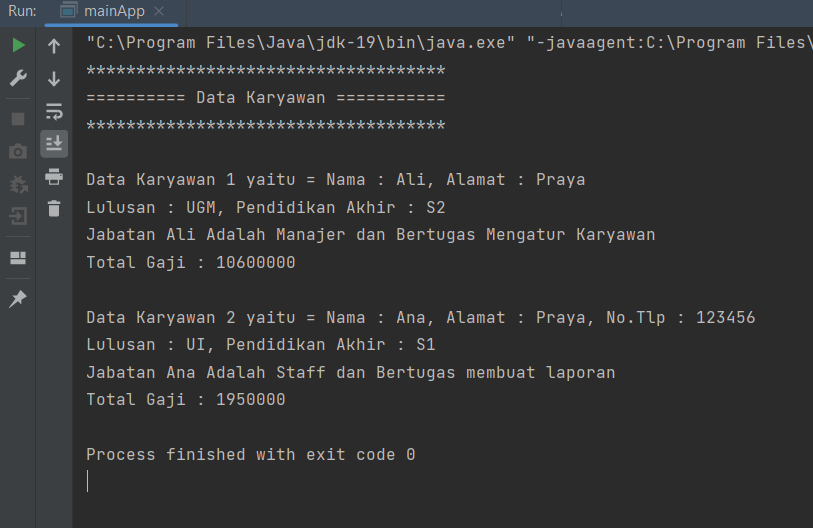 Run: mainApp
"C:\Program Files\Java\jdk-19\bin\java.exe" "-javaagent:C:\Program Files\
************************************
========== Data Karyawan ===========
************************************
Data Karyawan 1 yaitu = Nama : Ali, Alamat : Praya
Lulusan : UGM, Pendidikan Akhir : S2
Jabatan Ali Adalah Manajer dan Bertugas Mengatur Karyawan
Total Gaji : 10600000
Data Karyawan 2 yaitu = Nama : Ana, Alamat : Praya, No.Tlp : 123456
Lulusan : UI, Pendidikan Akhir : S1
Jabatan Ana Adalah Staff dan Bertugas membuat laporan
Total Gaji : 1950000
Process finished with exit code 0